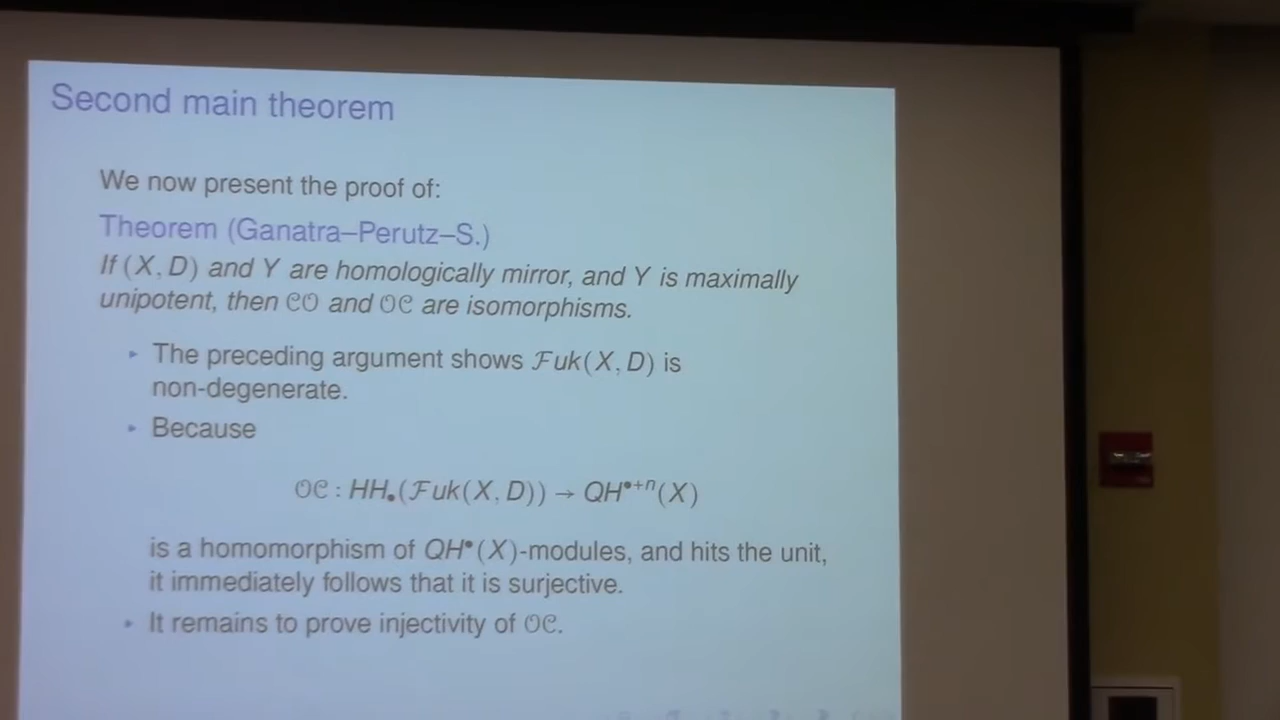 Second main theorem
We now present the proof of:
Theorem (Ganatra–Perutz–S.)
If (X, D) and Y are homologically mirror, and Y is maximally
unipotent, then 𝒞𝒪 and 𝒪𝒞 are isomorphisms.
▸ The preceding argument shows ℱuk(X, D) is
non-degenerate.
▸ Because
𝒪𝒞 : HH•(ℱuk(X, D)) → QH•+n(X)
is a homomorphism of QH•(X)-modules, and hits the unit,
it immediately follows that it is surjective.
▸ It remains to prove injectivity of 𝒪𝒞.